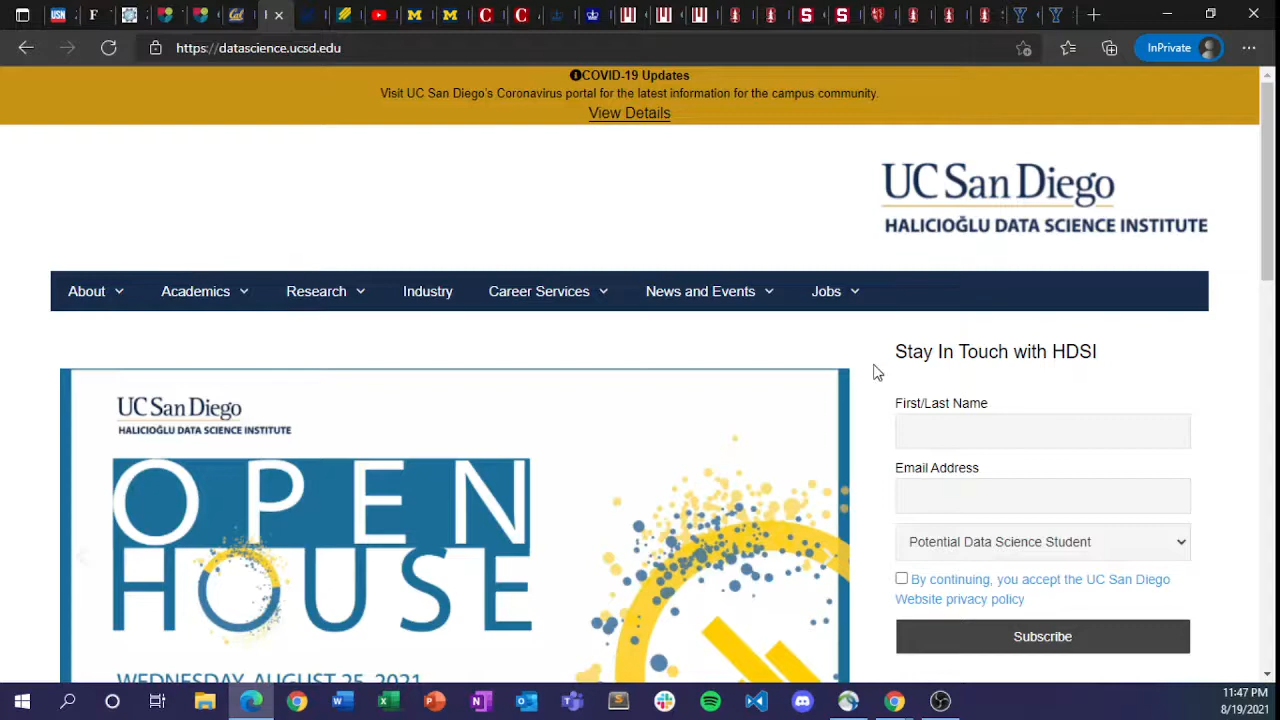 https://datascience.ucsd.edu
InPrivate
COVID-19 Updates
Visit UC San Diego's Coronavirus portal for the latest information for the campus community.
View Details
UC San Diego
HALICIOĞLU DATA SCIENCE INSTITUTE
About
Academics
Research
Industry
Career Services
News and Events
Jobs
UC San Diego
HALICIOĞLU DATA SCIENCE INSTITUTE
OPEN
HOUSE
WEDNESDAY, AUGUST 25, 2021
Stay In Touch with HDSI
First/Last Name
Email Address
Potential Data Science Student
By continuing, you accept the UC San Diego
Website privacy policy
Subscribe
11:47 PM
8/19/2021